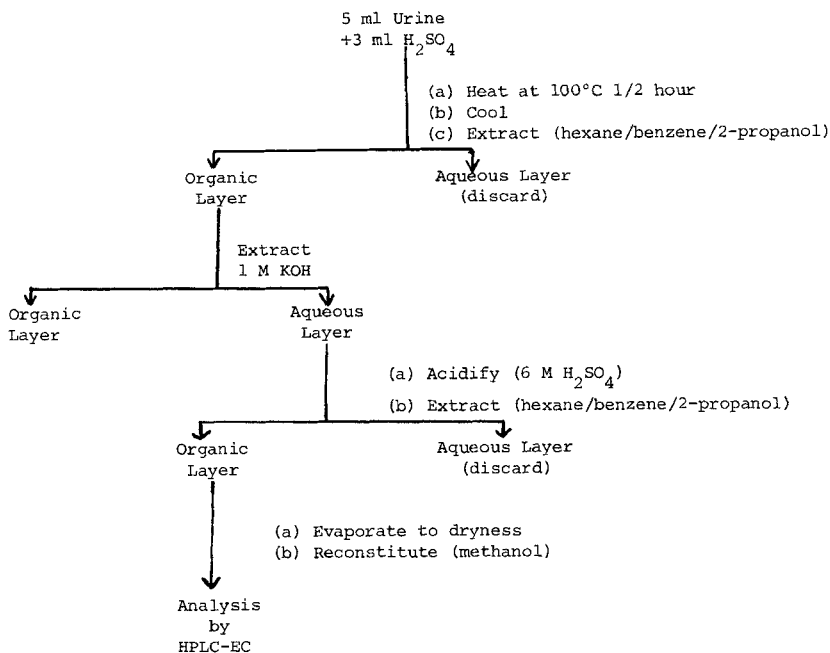 5 ml Urine
+3 ml H2SO4
(a) Heat at 100°C 1/2 hour
(b) Cool
(c) Extract (hexane/benzene/2-propanol)
Organic
Layer
Aqueous Layer
(discard)
Extract
1 M KOH
Organic
Layer
Aqueous
Layer
(a) Acidify (6 M H2SO4)
(b) Extract (hexane/benzene/2-propanol)
Organic
Layer
Aqueous Layer
(discard)
(a) Evaporate to dryness
(b) Reconstitute (methanol)
Analysis
by
HPLC-EC